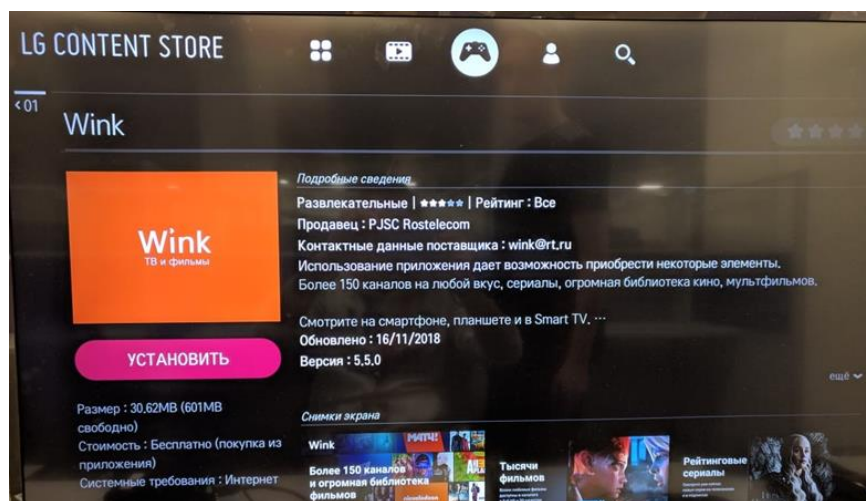 LG CONTENT STORE
<01
Wink
Подробные сведения
Развлекательные | ★★★★★ | Рейтинг : Все
Продавец : PJSC Rostelecom
Контактные данные поставщика : wink@rt.ru
Использование приложения дает возможность приобрести некоторые элементы.
Более 150 каналов на любой вкус, сериалы, огромная библиотека кино, мультфильмов.
Смотрите на смартфоне, планшете и в Smart TV. ...
Обновлено : 16/11/2018
Версия : 5.5.0
ещё
Wink
ТВ и фильмы
УСТАНОВИТЬ
Размер : 30.62MB (601MB
свободно)
Стоимость : Бесплатно (покупка из
приложения)
Системные требования : Интернет
Снимки экрана
Wink
МАТЧ!
Более 150 каналов
и огромная библиотека
фильмов
nickelodeon
Тысячи
фильмов
Рейтинговые
сериалы